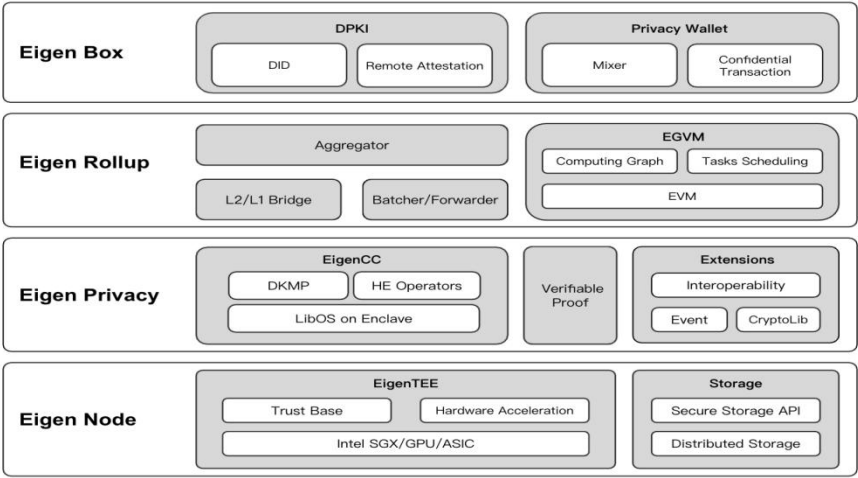 Eigen Box
DPKI
DID
Remote Attestation
Privacy Wallet
Mixer
Confidential
Transaction
Eigen Rollup
Aggregator
L2/L1 Bridge
Batcher/Forwarder
EGVM
Computing Graph
Tasks Scheduling
EVM
Eigen Privacy
EigenCC
DKMP
HE Operators
LibOS on Enclave
Verifiable
Proof
Extensions
Interoperability
Event
CryptoLib
Eigen Node
EigenTEE
Trust Base
Hardware Acceleration
Intel SGX/GPU/ASIC
Storage
Secure Storage API
Distributed Storage